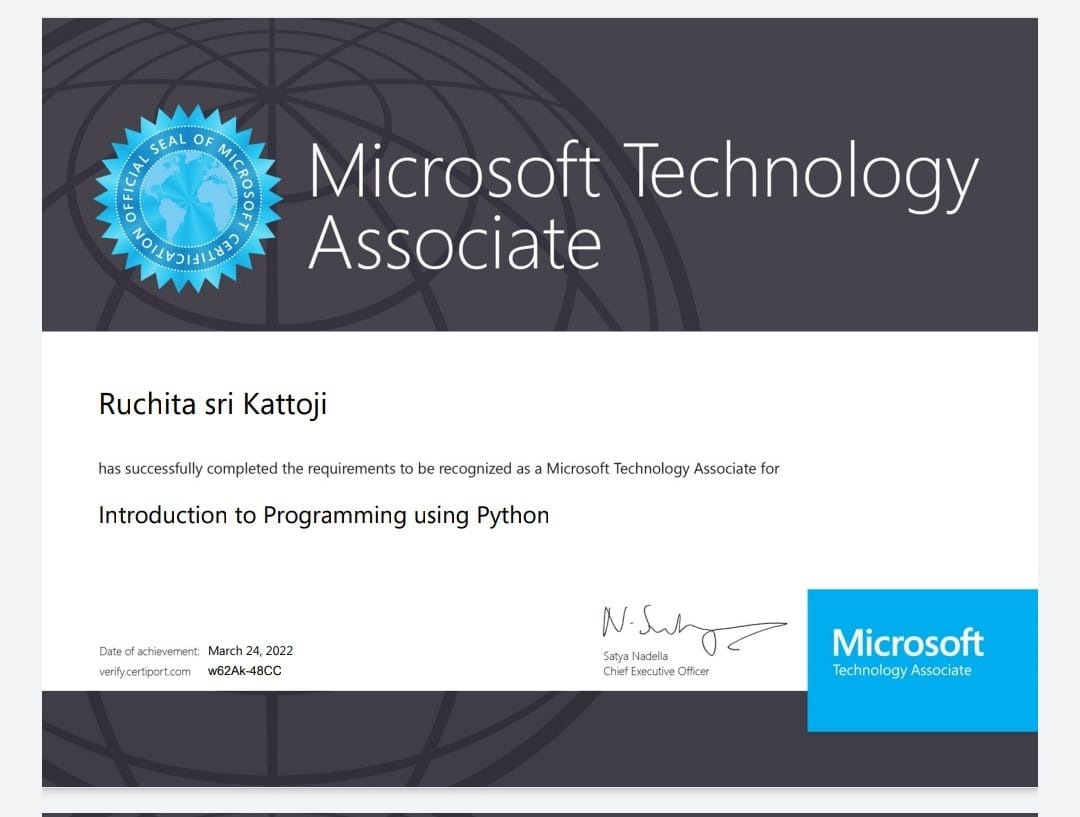 OFFICIAL SEAL OF MICROSOFT CERTIFICATION
Microsoft Technology
Associate
Ruchita sri Kattoji
has successfully completed the requirements to be recognized as a Microsoft Technology Associate for
Introduction to Programming using Python
Date of achievement: March 24, 2022
verify.certiport.com w62Ak-48CC
Satya Nadella
Chief Executive Officer
Microsoft
Technology Associate